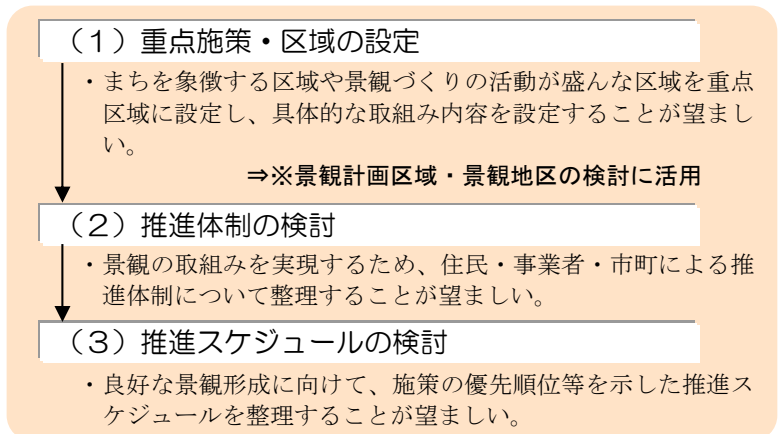 (1)重点施策・区域の設定
・まちを象徴する区域や景観づくりの活動が盛んな区域を重点
区域に設定し、具体的な取組み内容を設定することが望まし
い。
⇒※景観計画区域・景観地区の検討に活用
(2)推進体制の検討
・景観の取組みを実現するため、住民・事業者・市町による推
進体制について整理することが望ましい。
(3)推進スケジュールの検討
・良好な景観形成に向けて、施策の優先順位等を示した推進ス
ケジュールを整理することが望ましい。